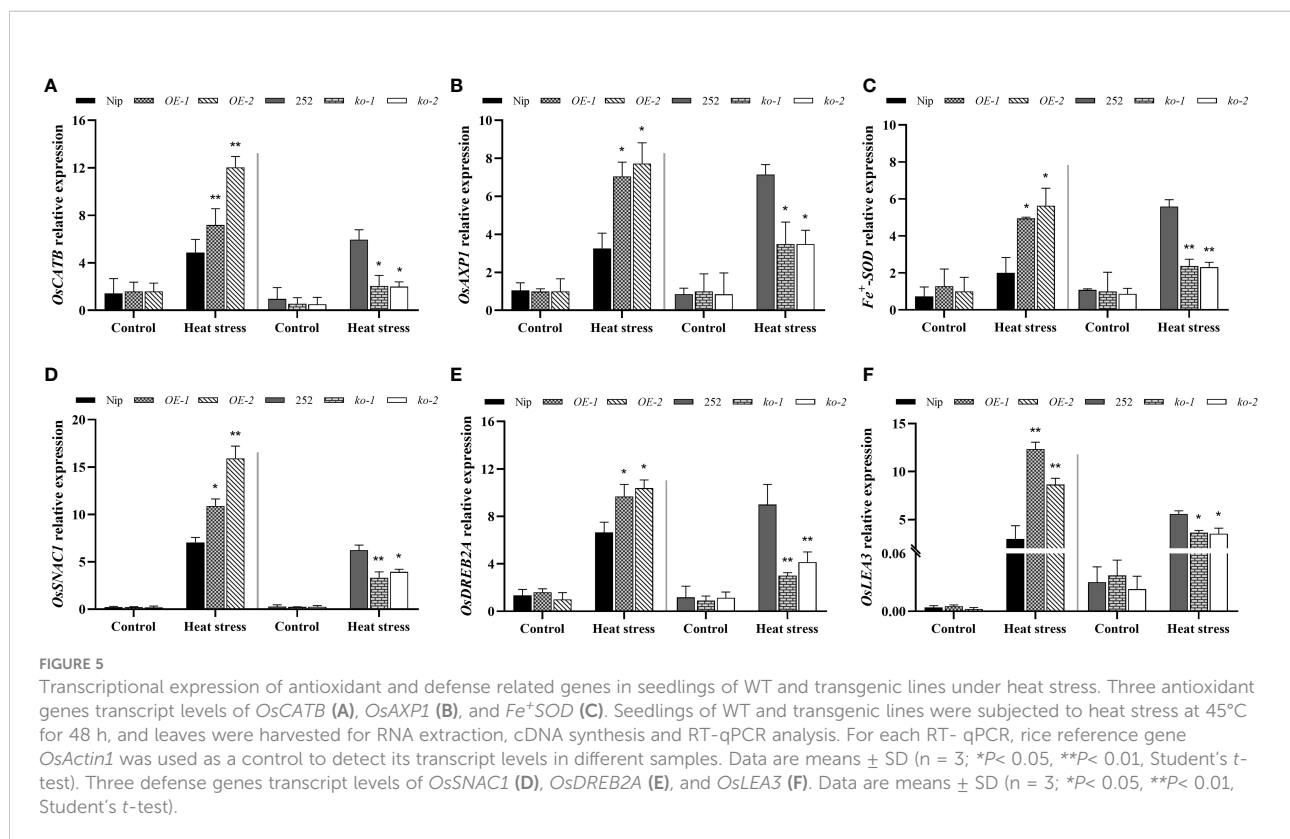 A
Nip OE-1 OE-2 252 ko-1 ko-2
OsCATB relative expression
16
12
8
4
0
** ** * *
Control Heat stress Control Heat stress
B
Nip OE-1 OE-2 252 ko-1 ko-2
OsAXP1 relative expression
10
8
6
4
2
0
* * * *
Control Heat stress Control Heat stress
C
Nip OE-1 OE-2 252 ko-1 ko-2
Fe+-SOD relative expression
10
8
6
4
2
0
* * ** **
Control Heat stress Control Heat stress
D
Nip OE-1 OE-2 252 ko-1 ko-2
OsSNAC1 relative expression
20
15
10
5
0
* ** ** *
Control Heat stress Control Heat stress
E
Nip OE-1 OE-2 252 ko-1 ko-2
OsDREB2A relative expression
16
12
8
4
0
* * ** **
Control Heat stress Control Heat stress
F
Nip OE-1 OE-2 252 ko-1 ko-2
OsLEA3 relative expression
15
10
5
0.06
0.00
** ** * *
Control Heat stress Control Heat stress
FIGURE 5
Transcriptional expression of antioxidant and defense related genes in seedlings of WT and transgenic lines under heat stress. Three antioxidant
genes transcript levels of OsCATB (A), OsAXP1 (B), and Fe+SOD (C). Seedlings of WT and transgenic lines were subjected to heat stress at 45°C
for 48 h, and leaves were harvested for RNA extraction, cDNA synthesis and RT-qPCR analysis. For each RT- qPCR, rice reference gene
OsActin1 was used as a control to detect its transcript levels in different samples. Data are means ± SD (n = 3; *P< 0.05, **P< 0.01, Student's t-
test). Three defense genes transcript levels of OsSNAC1 (D), OsDREB2A (E), and OsLEA3 (F). Data are means ± SD (n = 3; *P< 0.05, **P< 0.01,
Student's t-test).